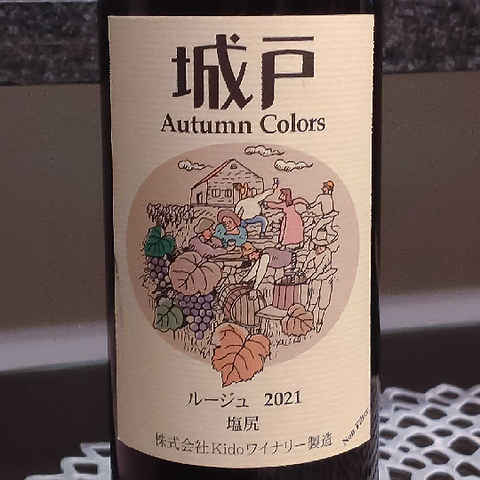 城戸
Autumn Colors
ルージュ 2021
塩尻
株式会社Kidoワイナリー製造
Non Filter